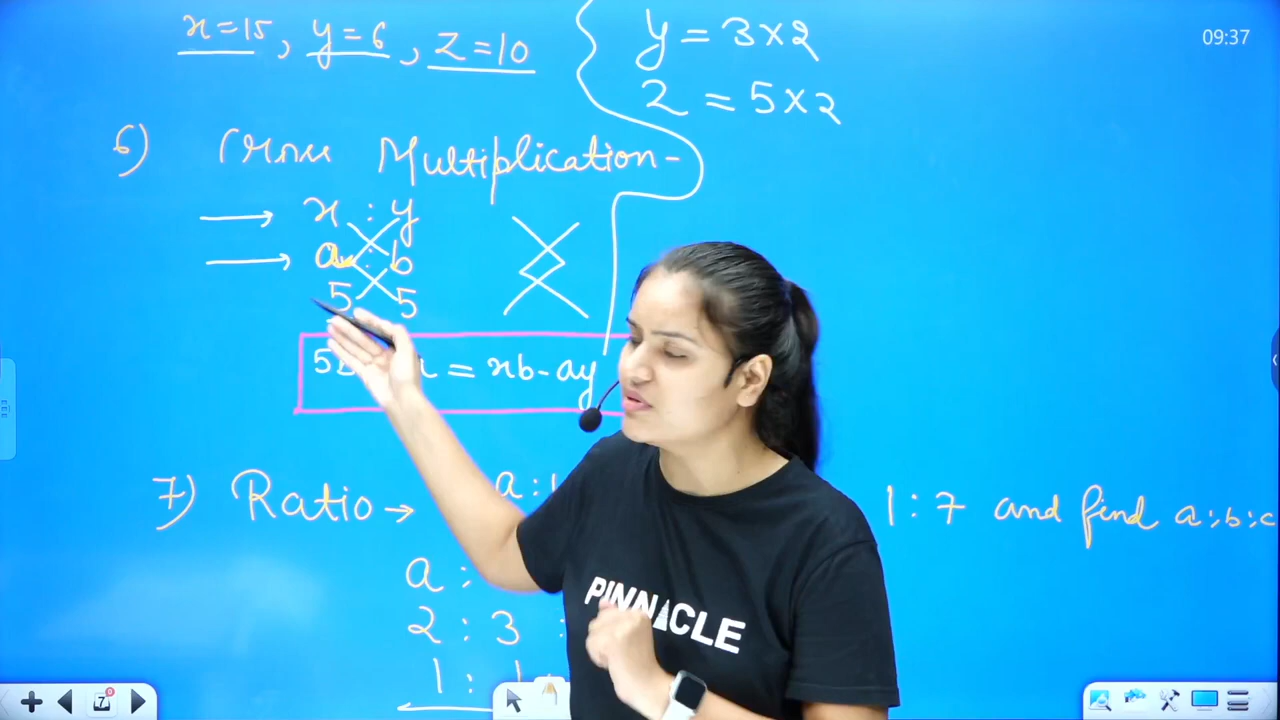 x=15, y=6, z=10
y = 3×2
2 = 5×2
09:37
6) Cross Multiplication-
x : y
a : b
5 5
= xb-ay
7) Ratio → a : 1 : 7 and find a:b:c
a :
2 : 3 :
1 :
PINNACLE